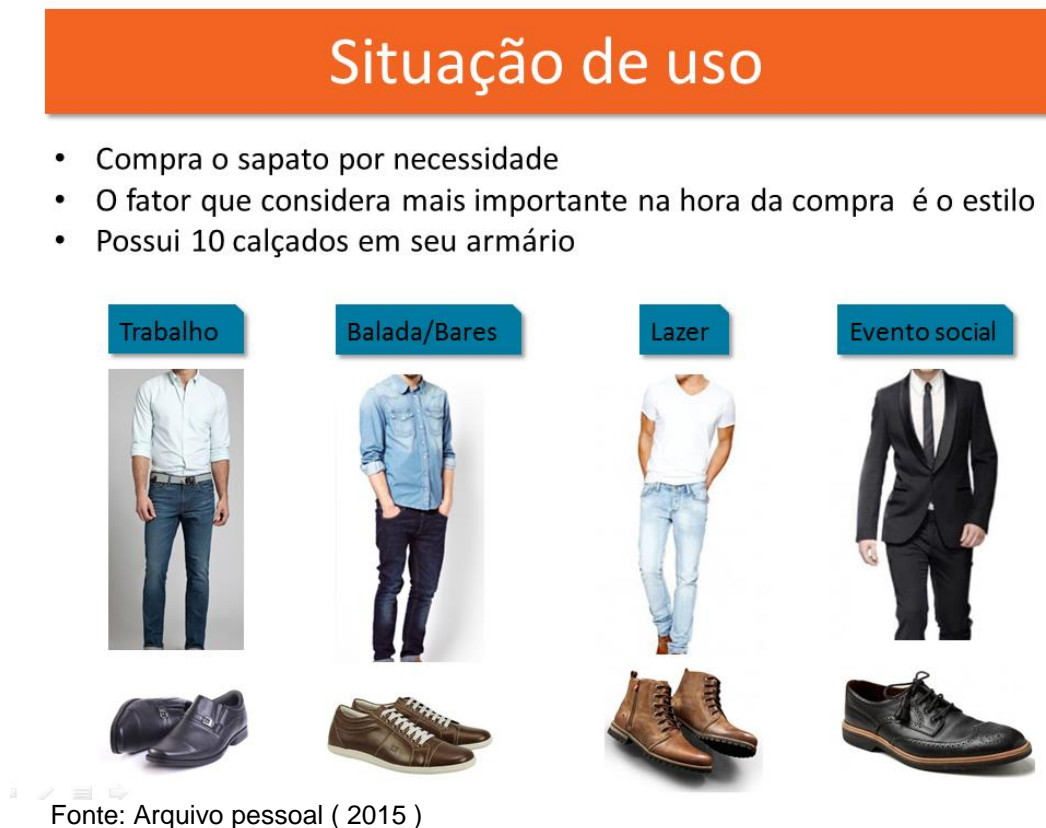 Situação de uso
• Compra o sapato por necessidade
• O fator que considera mais importante na hora da compra é o estilo
• Possui 10 calçados em seu armário
Trabalho
Balada/Bares
Lazer
Evento social
Fonte: Arquivo pessoal ( 2015 )